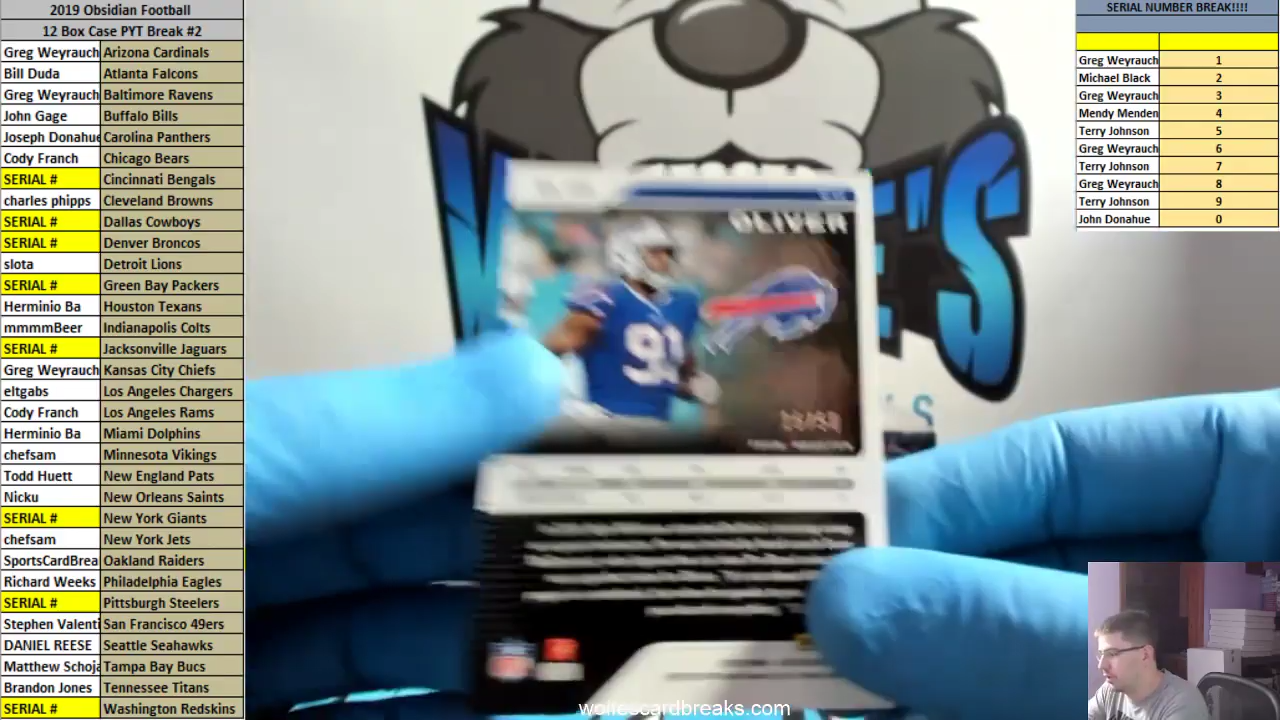 2019 Obsidian Football
12 Box Case PYT Break #2
Greg Weyrauch Arizona Cardinals
Bill Duda Atlanta Falcons
Greg Weyrauch Baltimore Ravens
John Gage Buffalo Bills
Joseph Donahue Carolina Panthers
Cody Franch Chicago Bears
SERIAL # Cincinnati Bengals
charles phipps Cleveland Browns
SERIAL # Dallas Cowboys
SERIAL # Denver Broncos
slota Detroit Lions
SERIAL # Green Bay Packers
Herminio Ba Houston Texans
mmmmBeer Indianapolis Colts
SERIAL # Jacksonville Jaguars
Greg Weyrauch Kansas City Chiefs
eltgabs Los Angeles Chargers
Cody Franch Los Angeles Rams
Herminio Ba Miami Dolphins
chefsam Minnesota Vikings
Todd Huett New England Pats
Nicku New Orleans Saints
SERIAL # New York Giants
chefsam New York Jets
SportsCardBrea Oakland Raiders
Richard Weeks Philadelphia Eagles
SERIAL # Pittsburgh Steelers
Stephen Valenti San Francisco 49ers
DANIEL REESE Seattle Seahawks
Matthew Schoja Tampa Bay Bucs
Brandon Jones Tennessee Titans
SERIAL # Washington Redskins
SERIAL NUMBER BREAK!!!!
Greg Weyrauch 1
Michael Black 2
Greg Weyrauch 3
Mendy Menden 4
Terry Johnson 5
Greg Weyrauch 6
Terry Johnson 7
Greg Weyrauch 8
Terry Johnson 9
John Donahue 0
OLIVER
91
wolfescardbreaks.com